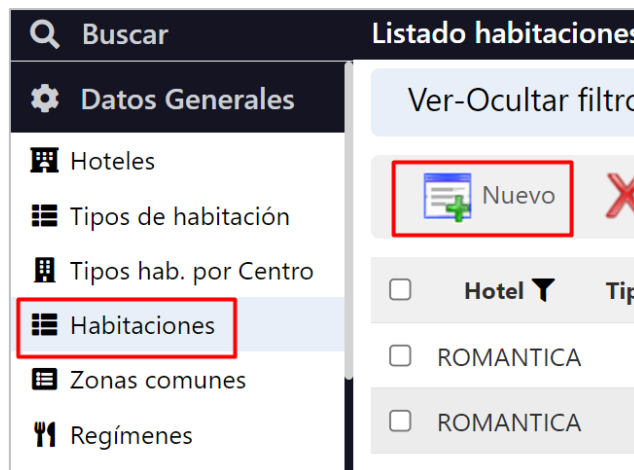 Buscar
Datos Generales
Hoteles
Tipos de habitación
Tipos hab. por Centro
Habitaciones
Zonas comunes
Regímenes
Listado habitaciones
Ver-Ocultar filtro
Nuevo
Hotel
ROMANTICA
ROMANTICA